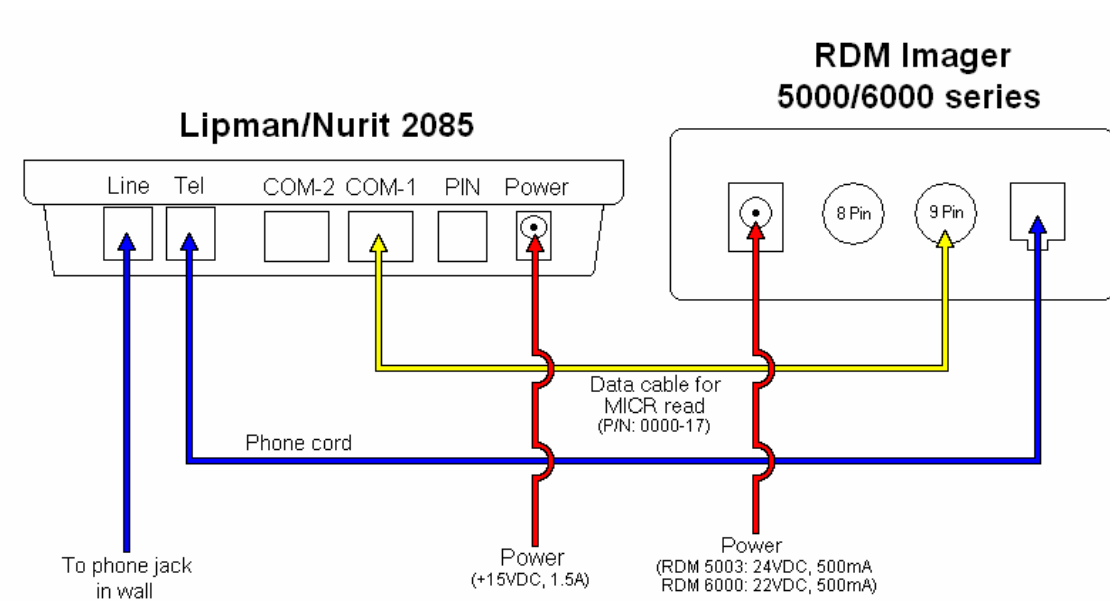 RDM Imager
5000/6000 series
Lipman/Nurit 2085
Line Tel COM-2 COM-1 PIN Power
8 Pin 9 Pin
Data cable for
MICR read
(P/N: 0000-17)
Phone cord
To phone jack
in wall
Power
(+15VDC, 1.5A)
Power
(RDM 5003: 24VDC, 500mA
RDM 6000: 22VDC, 500mA)